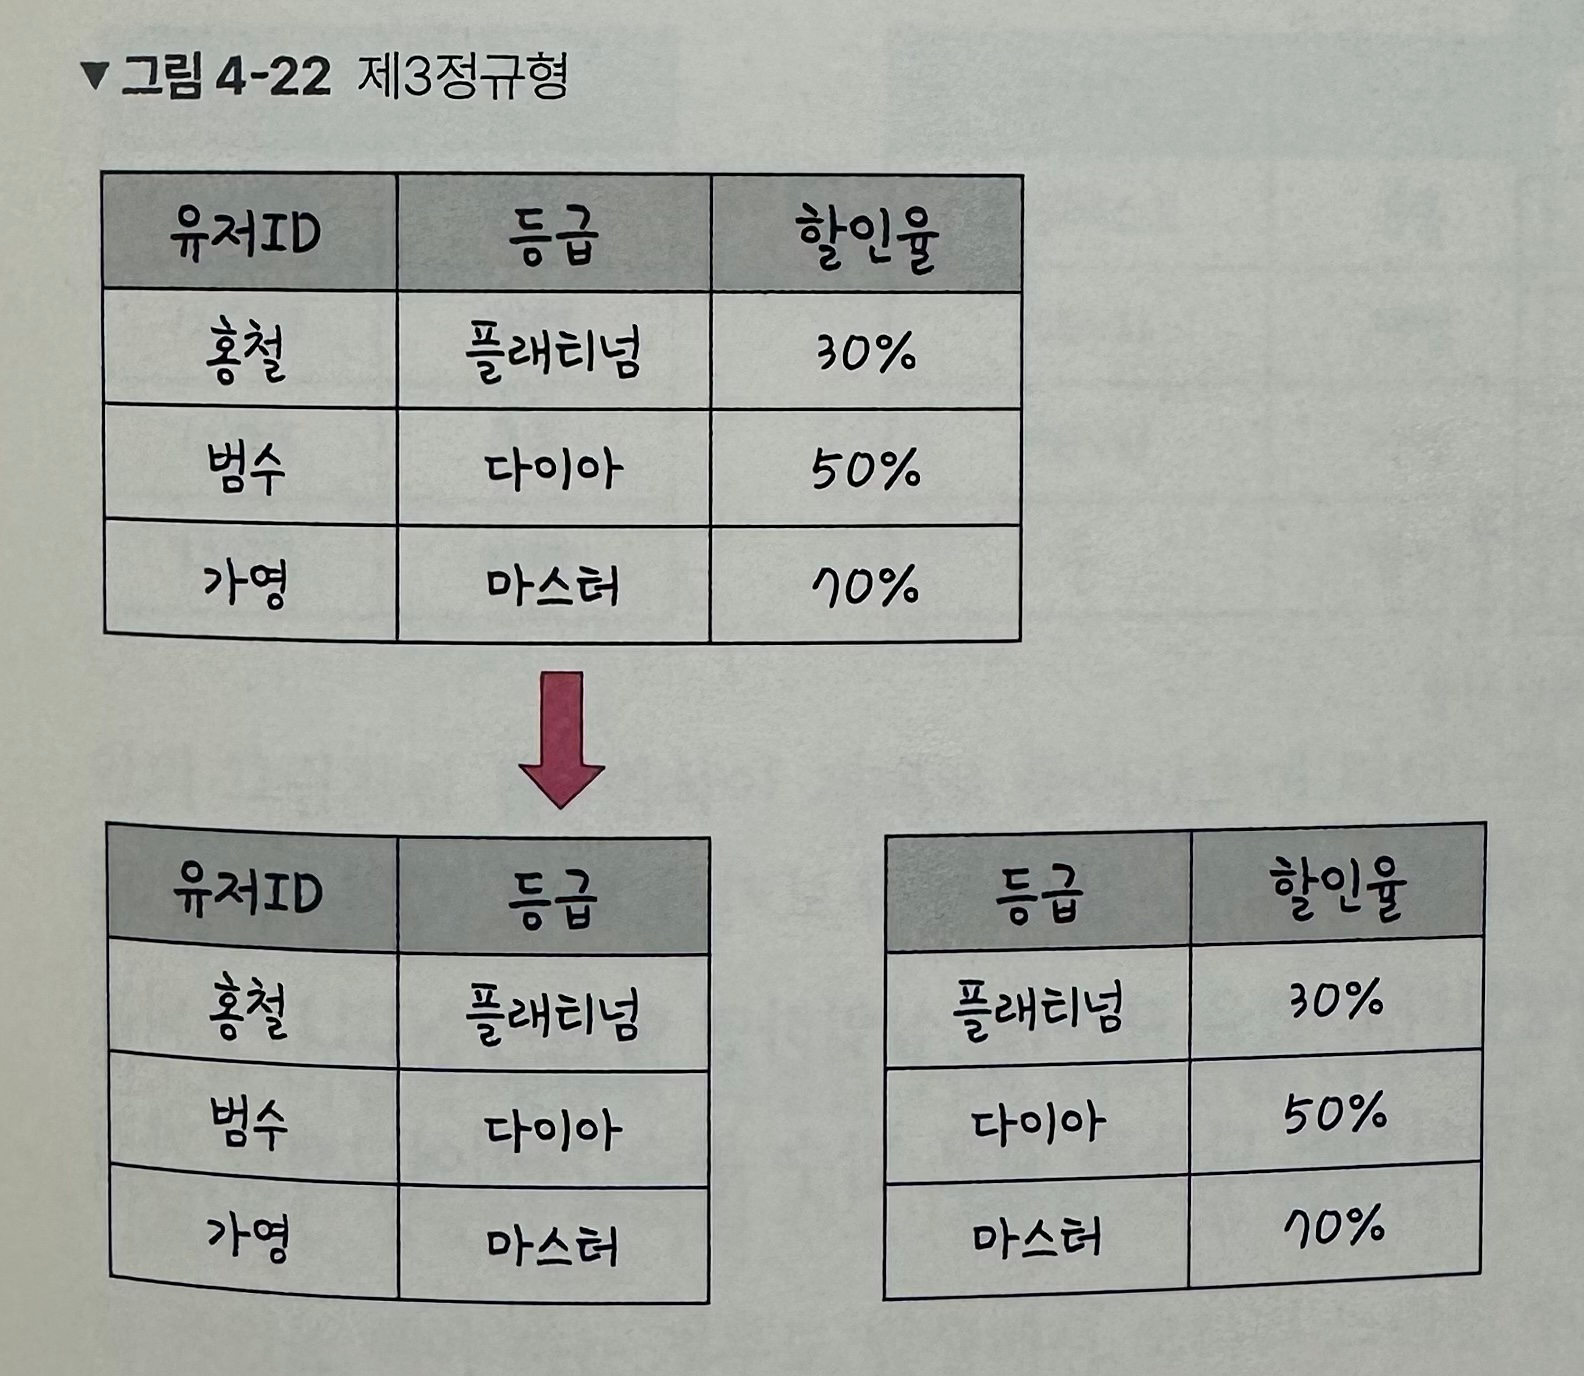 ▼ 그림 4-22 제3정규형
유저ID 등급 할인율
홍철 플래티넘 30%
범수 다이아 50%
가영 마스터 70%
유저ID 등급
홍철 플래티넘
범수 다이아
가영 마스터
등급 할인율
플래티넘 30%
다이아 50%
마스터 70%